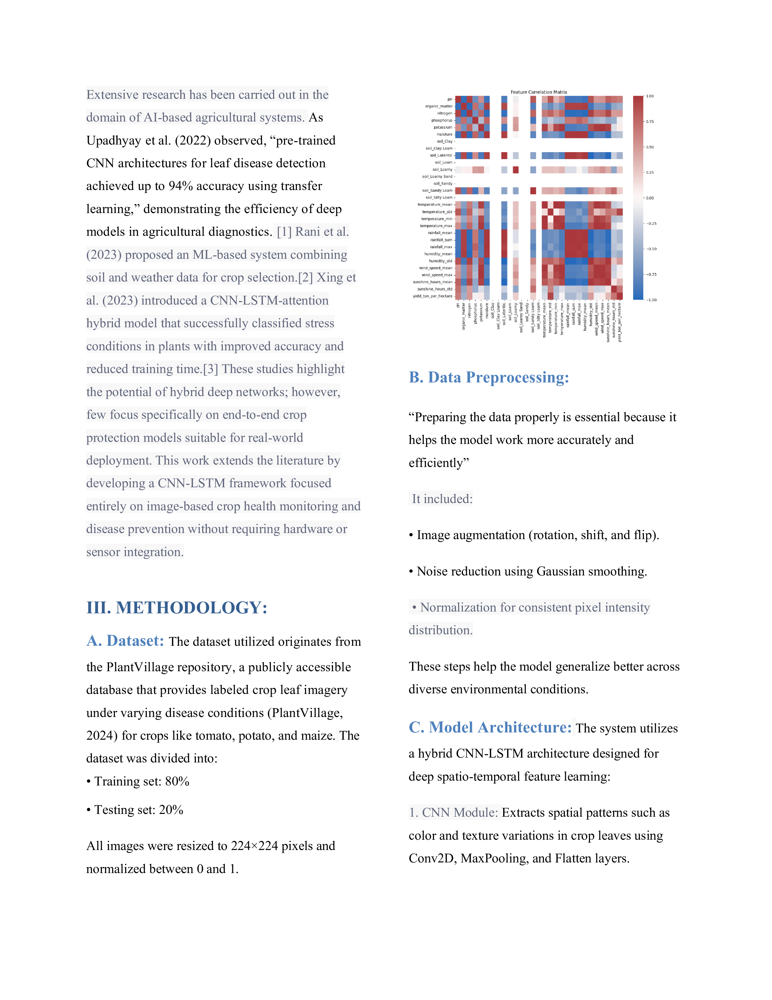 Extensive research has been carried out in the
domain of AI-based agricultural systems. As
Upadhyay et al. (2022) observed, “pre-trained
CNN architectures for leaf disease detection
achieved up to 94% accuracy using transfer
learning,” demonstrating the efficiency of deep
models in agricultural diagnostics. [1] Rani et al.
(2023) proposed an ML-based system combining
soil and weather data for crop selection.[2] Xing et
al. (2023) introduced a CNN-LSTM-attention
hybrid model that successfully classified stress
conditions in plants with improved accuracy and
reduced training time.[3] These studies highlight
the potential of hybrid deep networks; however,
few focus specifically on end-to-end crop
protection models suitable for real-world
deployment. This work extends the literature by
developing a CNN-LSTM framework focused
entirely on image-based crop health monitoring and
disease prevention without requiring hardware or
sensor integration.
III. METHODOLOGY:
A. Dataset: The dataset utilized originates from
the PlantVillage repository, a publicly accessible
database that provides labeled crop leaf imagery
under varying disease conditions (PlantVillage,
2024) for crops like tomato, potato, and maize. The
dataset was divided into:
• Training set: 80%
• Testing set: 20%
All images were resized to 224×224 pixels and
normalized between 0 and 1.
Feature Correlation Matrix
pH
organic_matter
nitrogen
phosphorus
potassium
moisture
soil_Clay
soil_Clay Loam
soil_Lateritic
soil_Loam
soil_Loamy
soil_Loamy Sand
soil_Sandy
soil_Sandy Loam
soil_Silty Loam
temperature_mean
temperature_std
temperature_min
temperature_max
rainfall_mean
rainfall_sum
rainfall_max
humidity_mean
humidity_std
wind_speed_mean
wind_speed_max
sunshine_hours_mean
sunshine_hours_std
yield_ton_per_hectare
pH
organic_matter
nitrogen
phosphorus
potassium
moisture
soil_Clay
soil_Clay Loam
soil_Lateritic
soil_Loam
soil_Loamy
soil_Loamy Sand
soil_Sandy
soil_Sandy Loam
soil_Silty Loam
temperature_mean
temperature_std
temperature_min
temperature_max
rainfall_mean
rainfall_sum
rainfall_max
humidity_mean
humidity_std
wind_speed_mean
wind_speed_max
sunshine_hours_mean
sunshine_hours_std
yield_ton_per_hectare
1.00
0.75
0.50
0.25
0.00
−0.25
−0.50
−0.75
−1.00
B. Data Preprocessing:
“Preparing the data properly is essential because it
helps the model work more accurately and
efficiently”
It included:
• Image augmentation (rotation, shift, and flip).
• Noise reduction using Gaussian smoothing.
• Normalization for consistent pixel intensity
distribution.
These steps help the model generalize better across
diverse environmental conditions.
C. Model Architecture: The system utilizes
a hybrid CNN-LSTM architecture designed for
deep spatio-temporal feature learning:
1. CNN Module: Extracts spatial patterns such as
color and texture variations in crop leaves using
Conv2D, MaxPooling, and Flatten layers.